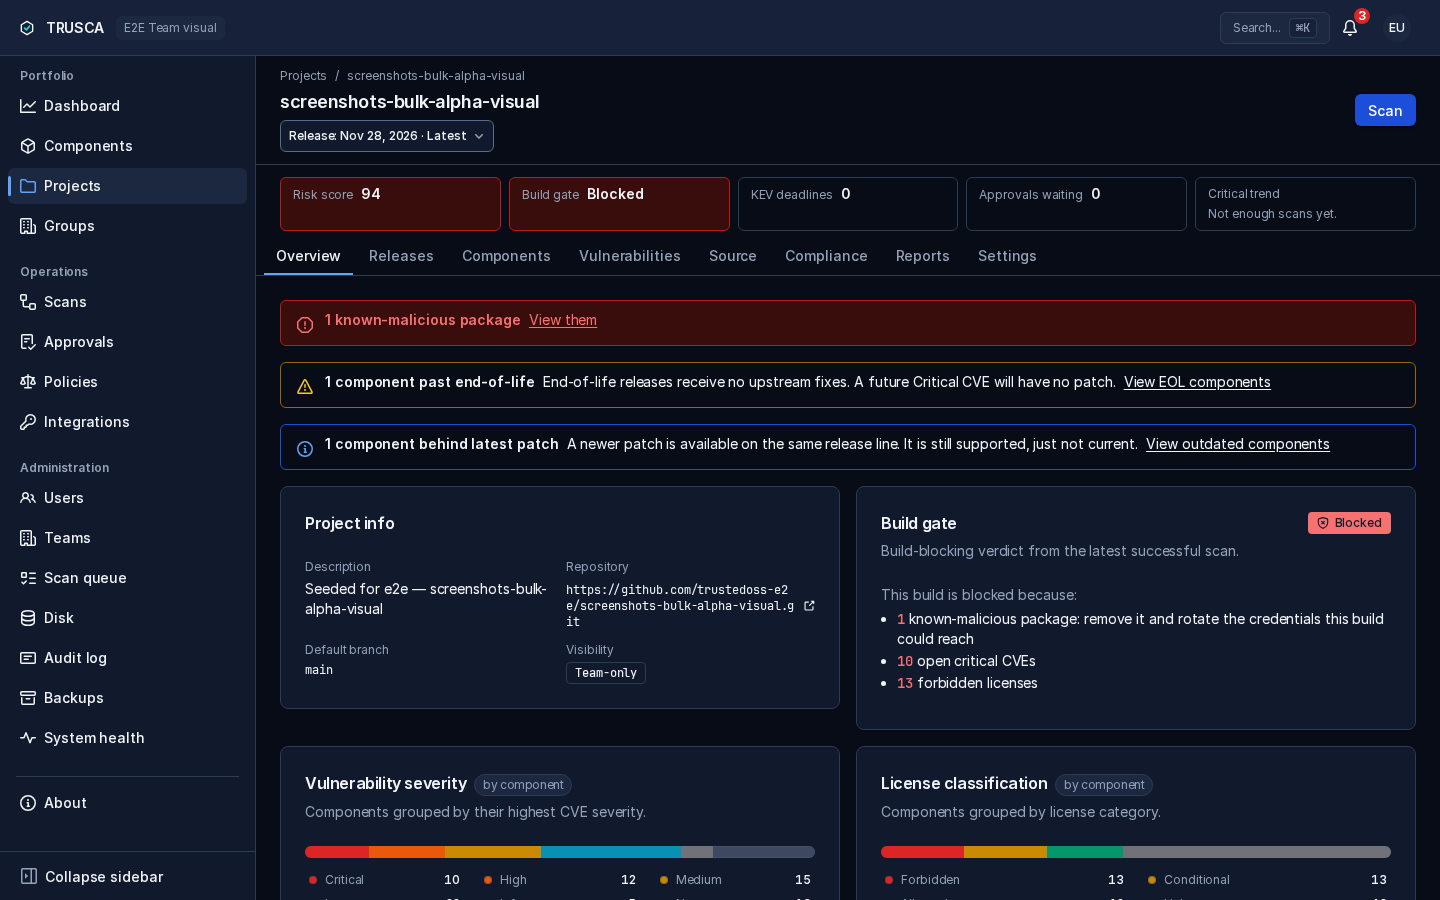 TRUSCA
E2E Team visual
Search...
⌘K
3
EU
Portfolio
Dashboard
Components
Projects
Groups
Operations
Scans
Approvals
Policies
Integrations
Administration
Users
Teams
Scan queue
Disk
Audit log
Backups
System health
About
Collapse sidebar
Projects / screenshots-bulk-alpha-visual
screenshots-bulk-alpha-visual
Release: Nov 28, 2026 · Latest
Scan
Risk score 94
Build gate Blocked
KEV deadlines 0
Approvals waiting 0
Critical trend
Not enough scans yet.
Overview
Releases
Components
Vulnerabilities
Source
Compliance
Reports
Settings
1 known-malicious package View them
1 component past end-of-life End-of-life releases receive no upstream fixes. A future Critical CVE will have no patch. View EOL components
1 component behind latest patch A newer patch is available on the same release line. It is still supported, just not current. View outdated components
Project info
Description
Seeded for e2e — screenshots-bulk-
alpha-visual
Repository
https://github.com/trustedoss-e2
e/screenshots-bulk-alpha-visual.g
it
Default branch
main
Visibility
Team-only
Build gate
Blocked
Build-blocking verdict from the latest successful scan.
This build is blocked because:
1 known-malicious package: remove it and rotate the credentials this build
could reach
10 open critical CVEs
13 forbidden licenses
Vulnerability severity by component
Components grouped by their highest CVE severity.
Critical 10
High 12
Medium 15
License classification by component
Components grouped by license category.
Forbidden 13
Conditional 13